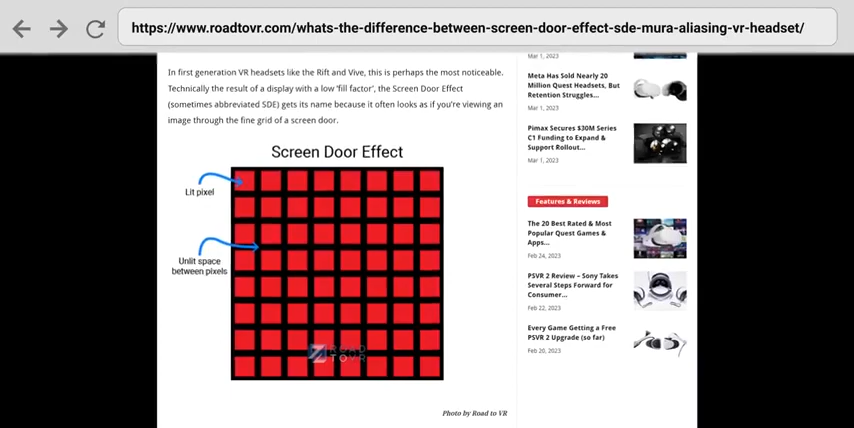 https://www.roadtovr.com/whats-the-difference-between-screen-door-effect-sde-mura-aliasing-vr-headset/
In first generation VR headsets like the Rift and Vive, this is perhaps the most noticeable.
Technically the result of a display with a low ‘fill factor’, the Screen Door Effect
(sometimes abbreviated SDE) gets its name because it often looks as if you’re viewing an
image through the fine grid of a screen door.
Screen Door Effect
Lit pixel
Unlit space
between pixels
ROAD
TOVR
Photo by Road to VR
Mar 1, 2023
Meta Has Sold Nearly 20
Million Quest Headsets, But
Retention Struggles...
Mar 1, 2023
Pimax Secures $30M Series
C1 Funding to Expand &
Support Rollout...
Mar 1, 2023
Features & Reviews
The 20 Best Rated & Most
Popular Quest Games &
Apps...
Feb 24, 2023
PSVR 2 Review – Sony Takes
Several Steps Forward for
Consumer...
Feb 22, 2023
Every Game Getting a Free
PSVR 2 Upgrade (so far)
Feb 20, 2023